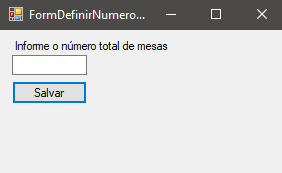 FormDefinirNumero...
Informe o número total de mesas
Salvar